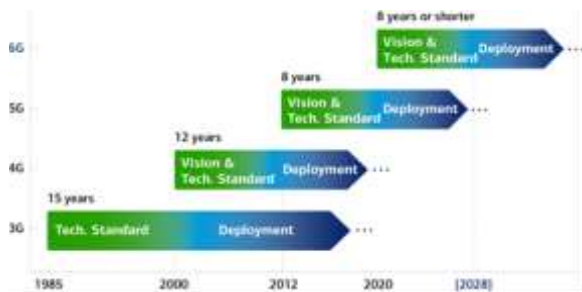 8 years or shorter
6G
Vision &
Tech. Standard
Deployment
8 years
5G
Vision &
Tech. Standard
Deployment
12 years
4G
Vision &
Tech. Standard
Deployment
15 years
3G
Tech. Standard
Deployment
1985
2000
2012
2020
[2028]